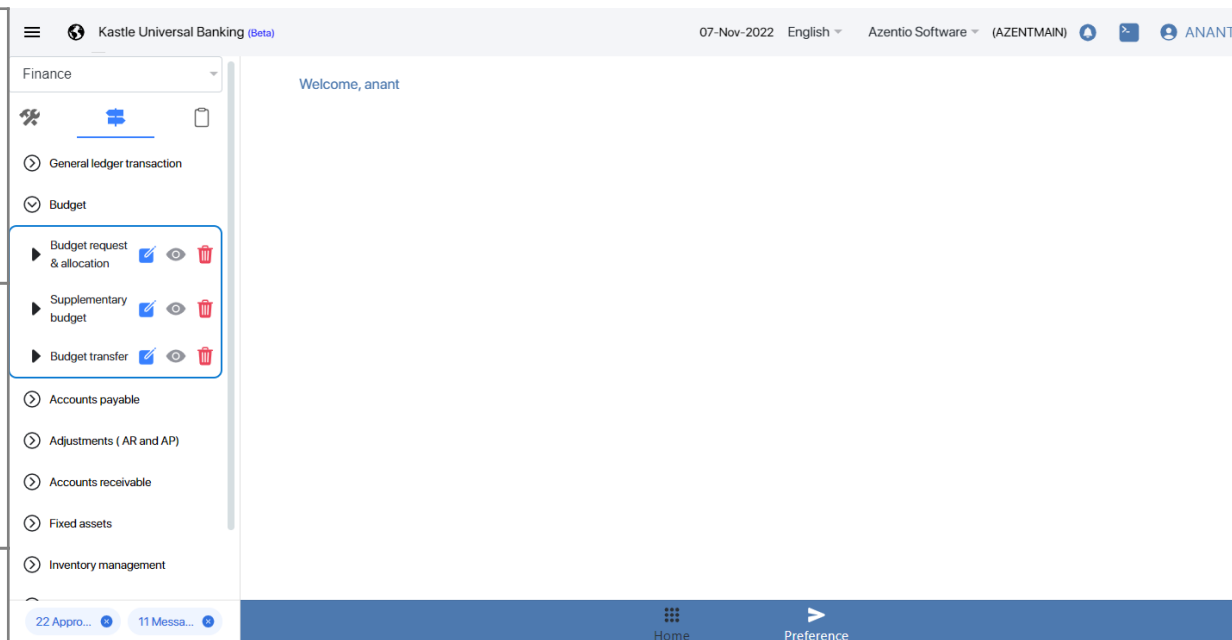 Kastle Universal Banking (Beta)
07-Nov-2022 English Azentio Software (AZENTMAIN) ANANT
Finance
Welcome, anant
General ledger transaction
Budget
Budget request
& allocation
Supplementary
budget
Budget transfer
Accounts payable
Adjustments ( AR and AP)
Accounts receivable
Fixed assets
Inventory management
22 Appro...
11 Messa...
Home
Preference